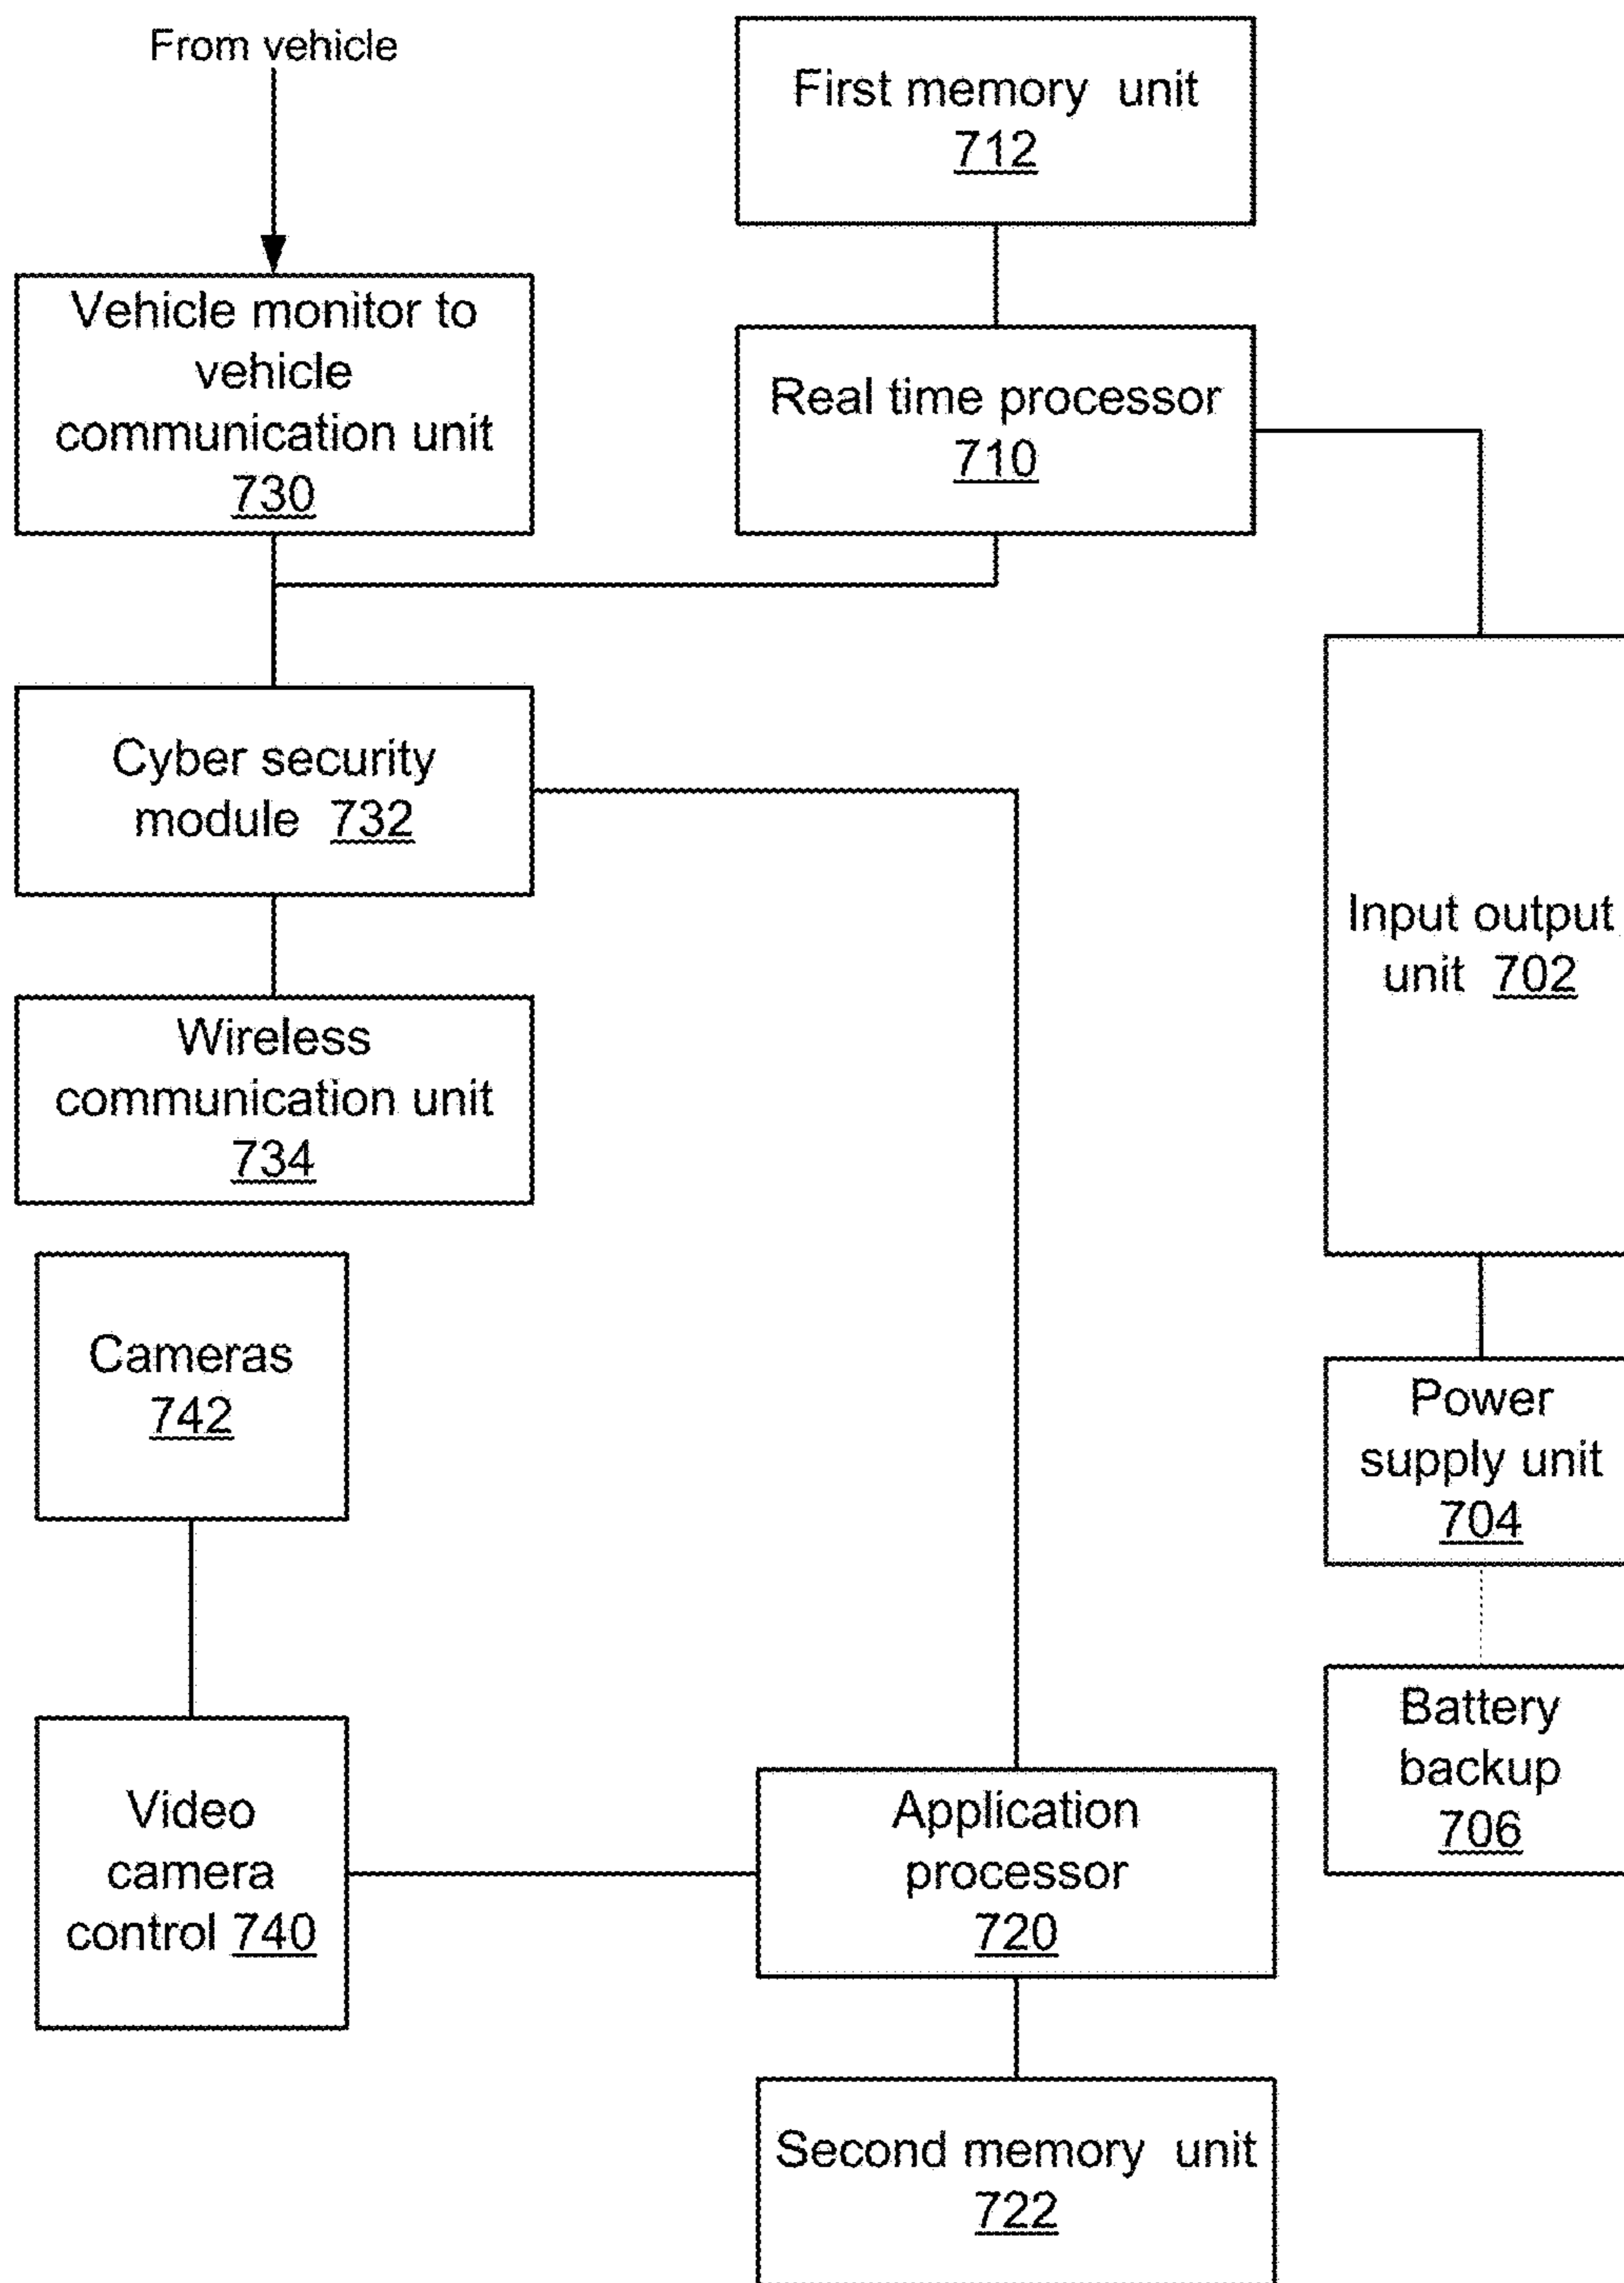 From vehicle
First memory unit
712
Vehicle monitor to
vehicle
communication unit
730
Real time processor
710
Cyber security
module 732
Input output
unit 702
Wireless
communication unit
734
Cameras
742
Power
supply unit
704
Battery
backup
706
Video
camera
control 740
Application
processor
720
Second memory unit
722